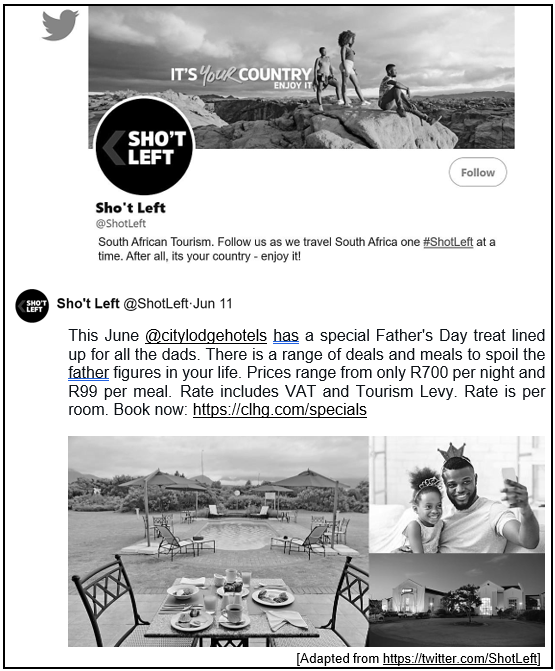 IT'S YOUR COUNTRY
ENJOY IT
SHO'T
LEFT
Follow
Sho't Left
@ShotLeft
South African Tourism. Follow us as we travel South Africa one #ShotLeft at a
time. After all, its your country - enjoy it!
SHO'T
LEFT
Sho't Left @ShotLeft·Jun 11
This June @citylodgehotels has a special Father's Day treat lined
up for all the dads. There is a range of deals and meals to spoil the
father figures in your life. Prices range from only R700 per night and
R99 per meal. Rate includes VAT and Tourism Levy. Rate is per
room. Book now: https://clhg.com/specials
[Adapted from https://twitter.com/ShotLeft]